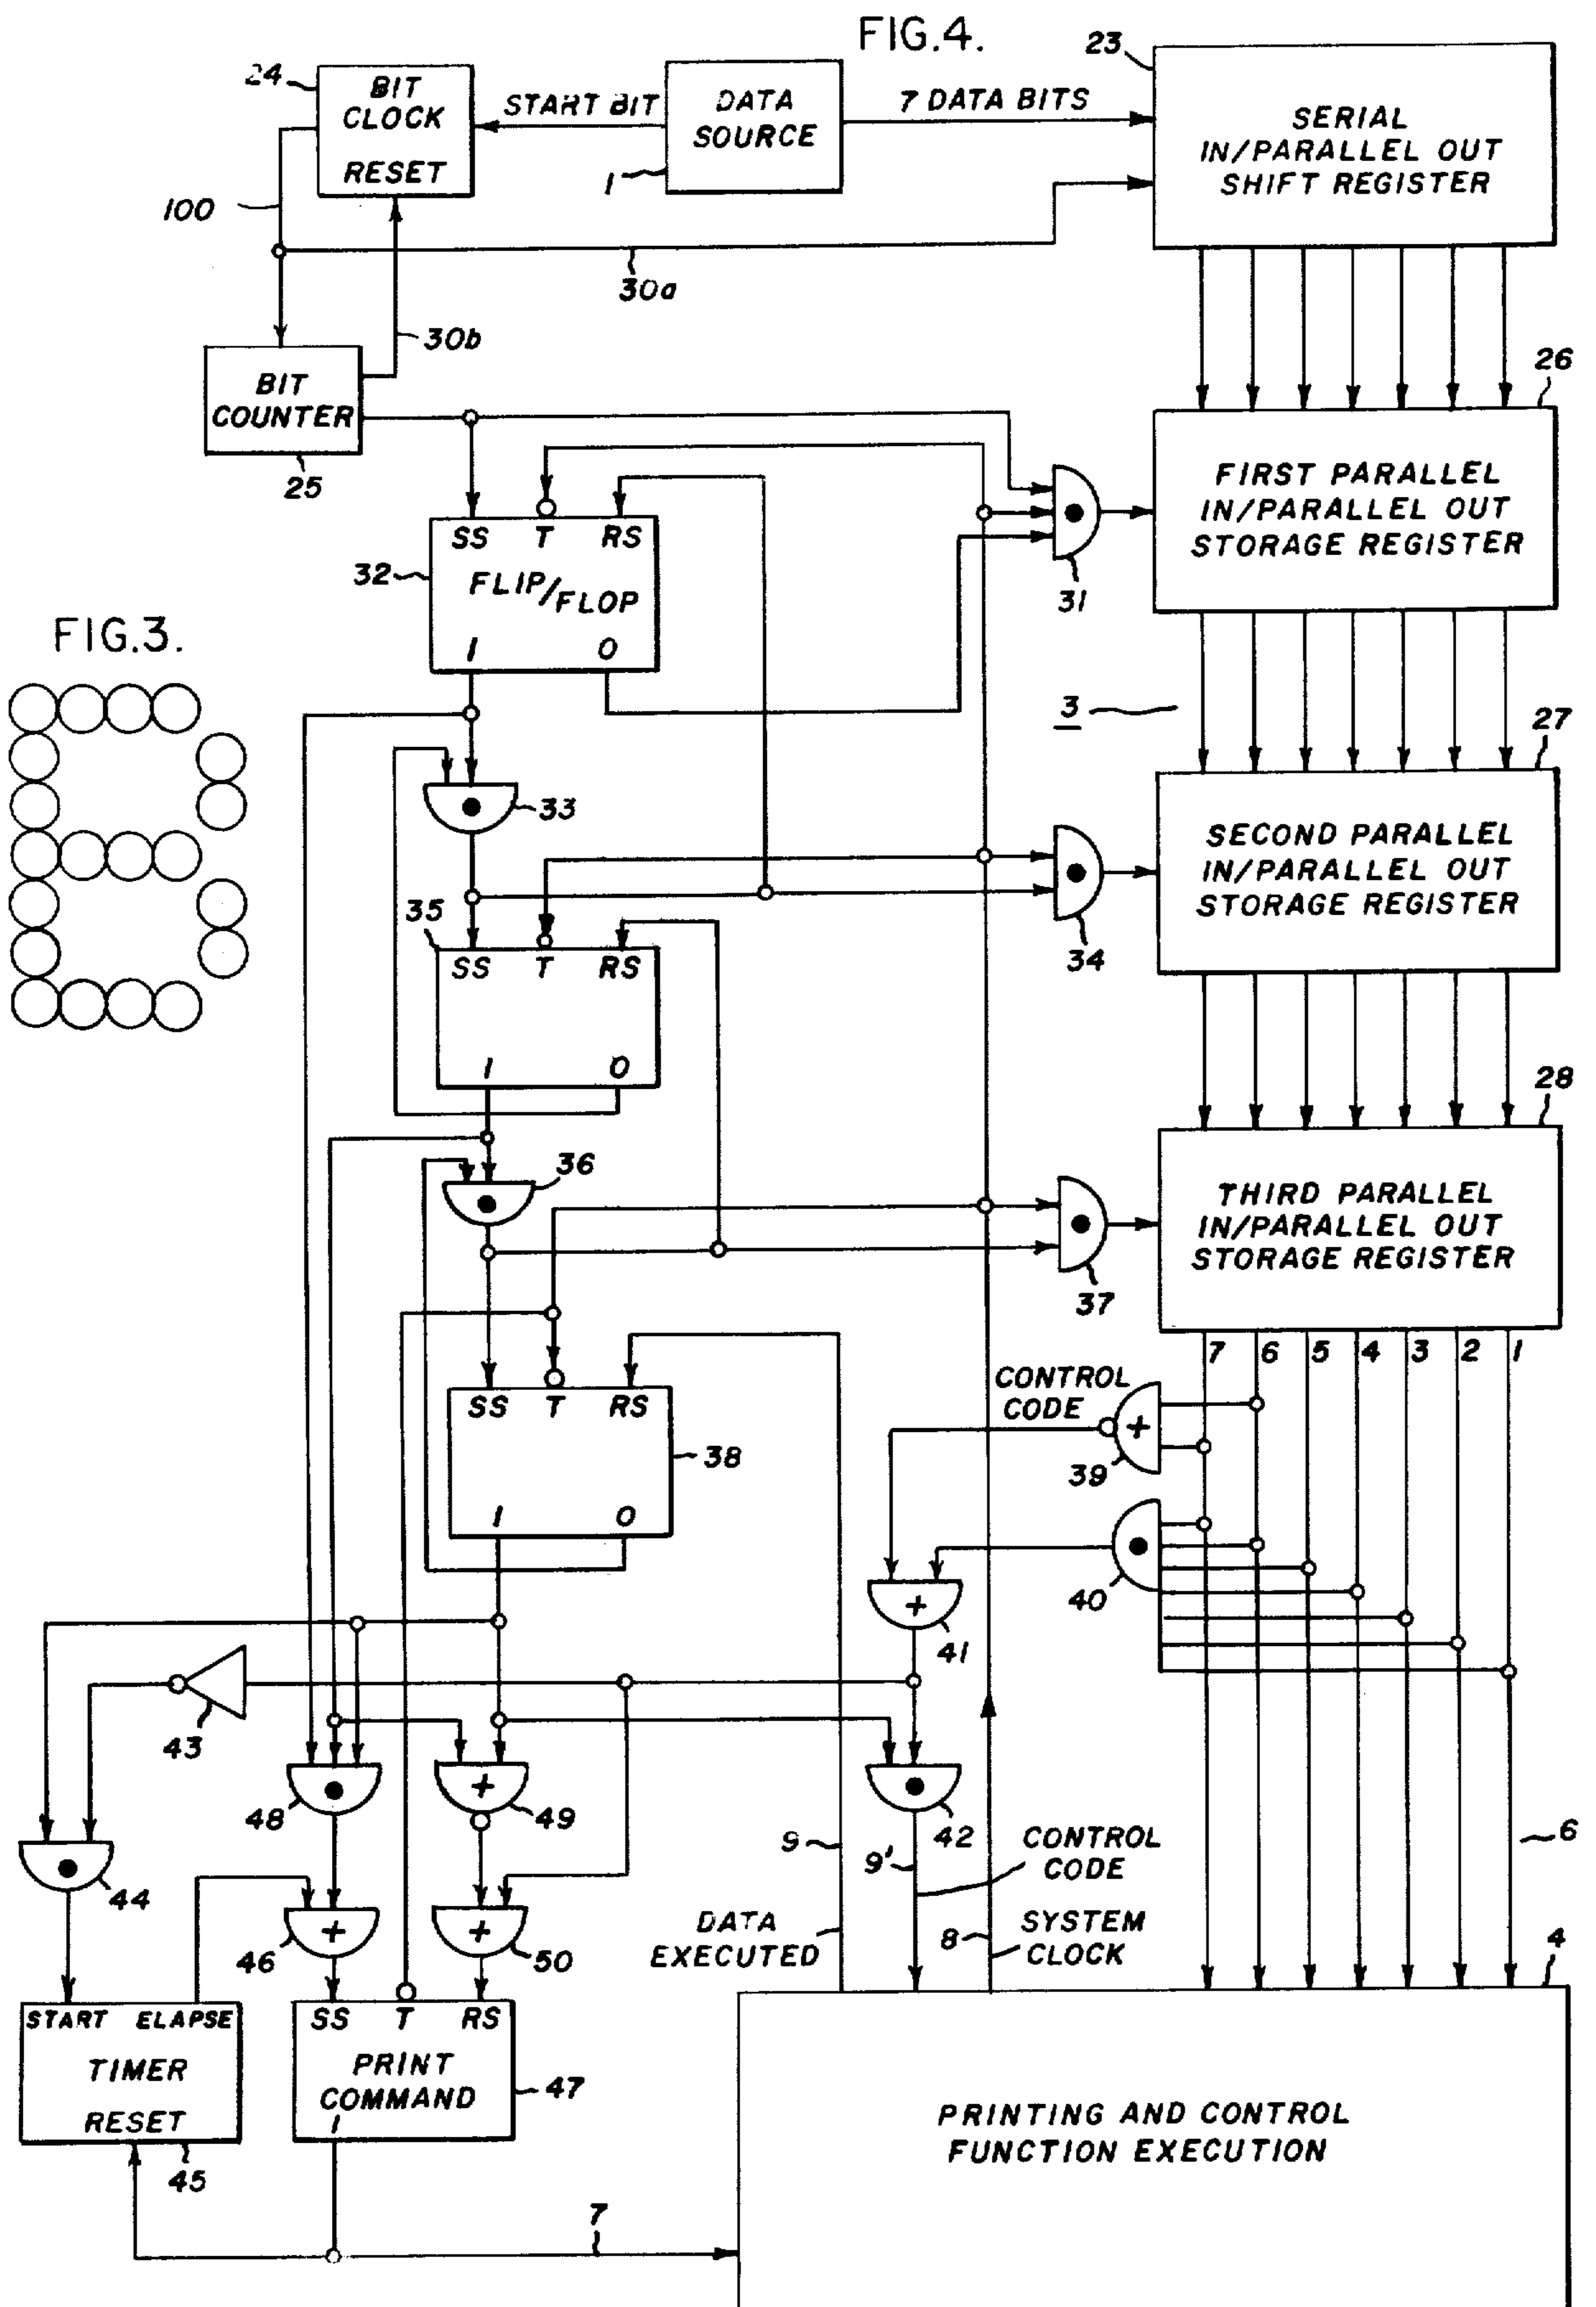 FIG.4.
23
24
BIT
CLOCK
RESET
START BIT
DATA
SOURCE
1
7 DATA BITS
SERIAL
IN/PARALLEL OUT
SHIFT REGISTER
100
30a
30b
BIT
COUNTER
25
26
FIRST PARALLEL
IN/PARALLEL OUT
STORAGE REGISTER
SS T RS
32
FLIP/FLOP
1 0
31
FIG.3.
3
27
33
SECOND PARALLEL
IN/PARALLEL OUT
STORAGE REGISTER
34
35
SS T RS
1 0
28
36
THIRD PARALLEL
IN/PARALLEL OUT
STORAGE REGISTER
37
7 6 5 4 3 2 1
CONTROL
CODE
+
39
SS T RS
38
1 0
40
+
41
43
48
+
49
42
44
9
9'
CONTROL
CODE
6
+
46
+
50
DATA
EXECUTED
8
SYSTEM
CLOCK
4
START ELAPSE
TIMER
RESET
45
SS T RS
PRINT
COMMAND
1
47
PRINTING AND CONTROL
FUNCTION EXECUTION
7